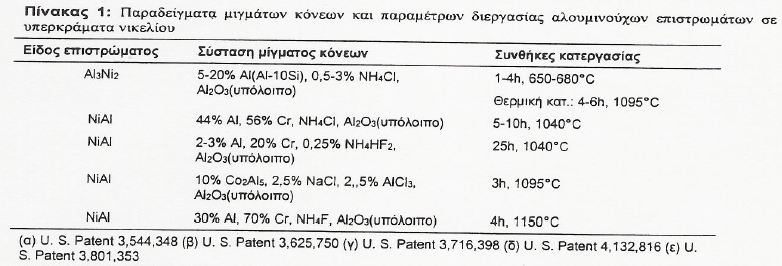 Πίνακας 1: Παραδείγματα μιγμάτων κόνεων και παραμέτρων διεργασίας αλουμινούχων επιστρωμάτων σε
υπερκράματα νικελίου
Είδος επιστρώματος Σύσταση μίγματος κόνεων Συνθήκες κατεργασίας
Al₃Ni₂ 5-20% Al(Al-10Si), 0,5-3% NH₄Cl, 1-4h, 650-680°C
Al₂O₃(υπόλοιπο)
Θερμική κατ.: 4-6h, 1095°C
NiAl 44% Al, 56% Cr, NH₄Cl, Al₂O₃(υπόλοιπο) 5-10h, 1040°C
NiAl 2-3% Al, 20% Cr, 0,25% NH₄HF₂, 25h, 1040°C
Al₂O₃(υπόλοιπο)
NiAl 10% Co₂Al₅, 2,5% NaCl, 2,,5% AlCl₃, 3h, 1095°C
Al₂O₃(υπόλοιπο)
NiAl 30% Al, 70% Cr, NH₄F, Al₂O₃(υπόλοιπο) 4h, 1150°C
(α) U. S. Patent 3,544,348 (β) U. S. Patent 3,625,750 (γ) U. S. Patent 3,716,398 (δ) U. S. Patent 4,132,816 (ε) U.
S. Patent 3,801,353